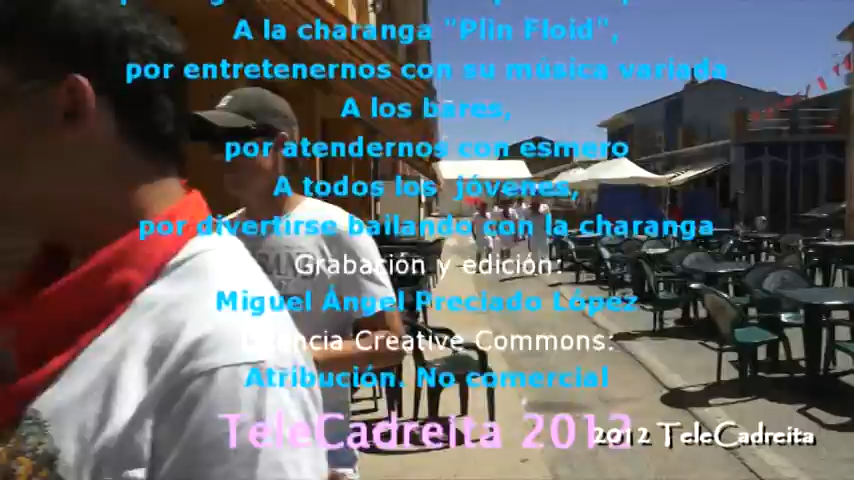 A la charanga "Plin Floid",
por entretenernos con su música variada
A los bares,
por atendernos con esmero
A todos los jóvenes,
por divertirse bailando con la charanga
Grabación y edición:
Miguel Ángel Preciado López
Licencia Creative Commons:
Atribución. No comercial
TeleCadreita 2012
2012 TeleCadreita